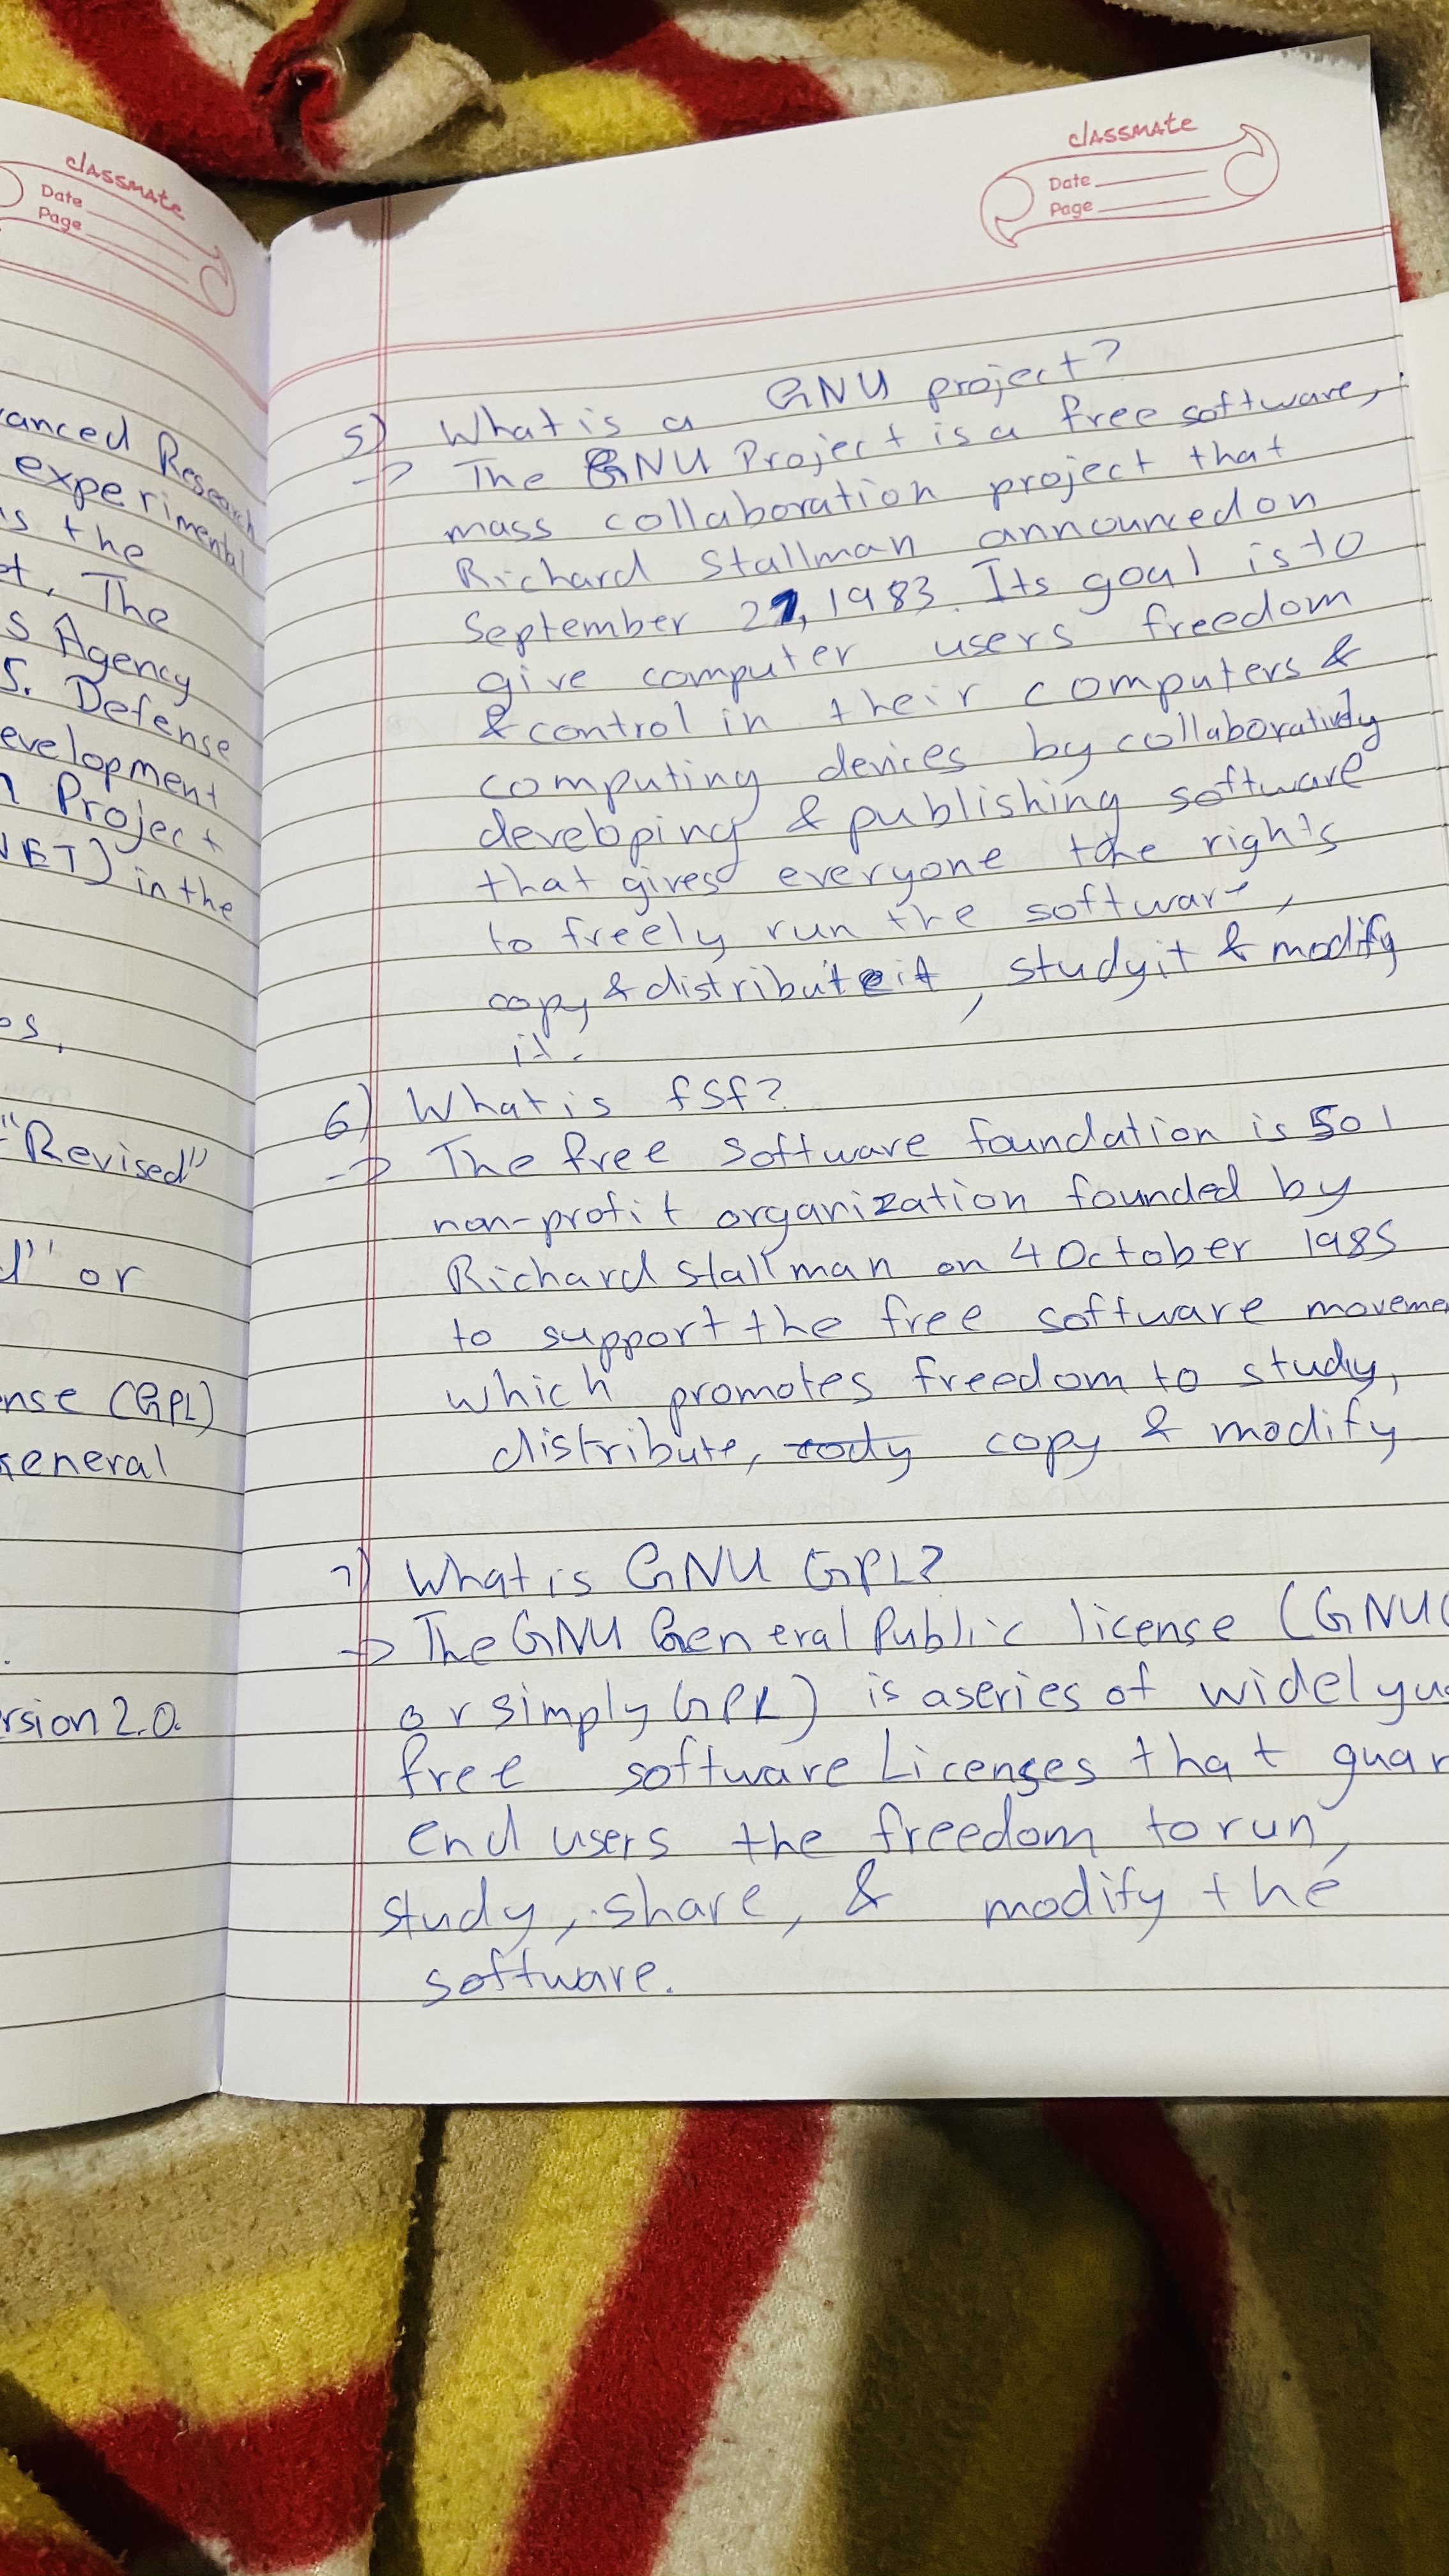 classmate
Date
Page
anced Research
experimental
s the
t. The
s Agency
S. Defense
evelopment
Project
NET) in the
os,
"Revised"
d" or
nse (GPL)
eneral
rsion 2.0.
classmate
Date
Page
5) What is a GNU project?
→ The GNU Project is a free software,
mass collaboration project that
Richard Stallman announced on
September 27, 1983. Its goal is to
give computer users freedom
& control in their computers &
computing devices by collaboratively
developing & publishing software
that gives everyone the rights
to freely run the software,
copy & distribute it, study it & modify
it.
6) What is fsf?
→ The free software foundation is 501
non-profit organization founded by
Richard Stallman on 4 October 1985
to support the free software moveme
which promotes freedom to study,
distribute, copy & modify
7) What is GNU GPL?
→ The GNU General Public license (GNU
or simply GPL) is a series of widely u
free software Licenses that guar
end users the freedom to run,
study, share, & modify the
software.